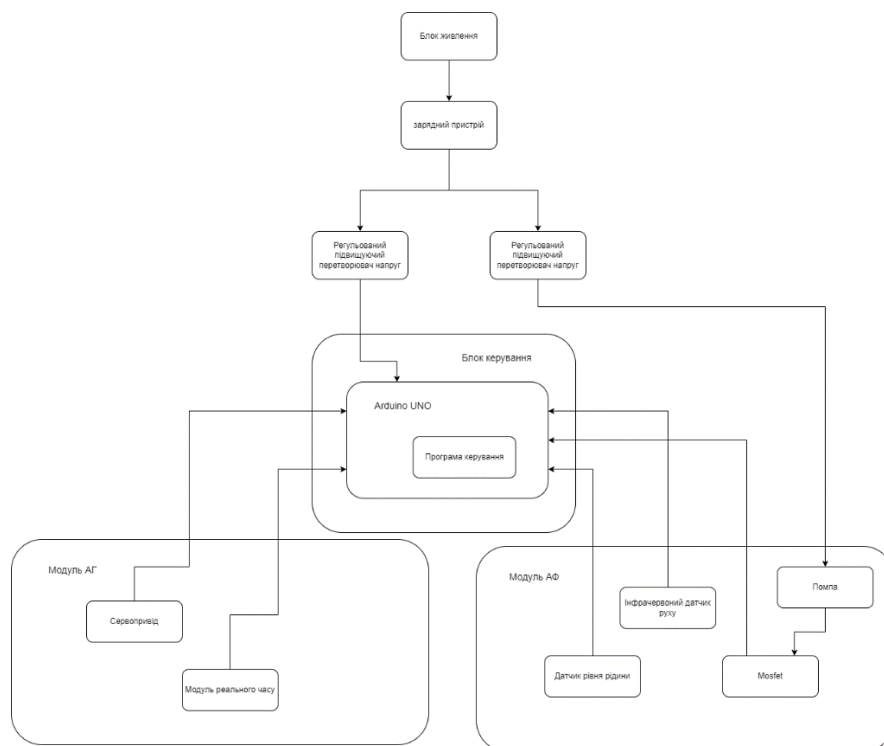 Блок живлення
зарядний пристрій
Регульований
підвищуючий
перетворювач напруг
Регульований
підвищуючий
перетворювач напруг
Блок керування
Arduino UNO
Програма керування
Модуль АГ
Сервопривід
Модуль реального часу
Модуль АФ
Інфрачервоний датчик
руху
Помпа
Датчик рівня рідини
Mosfet